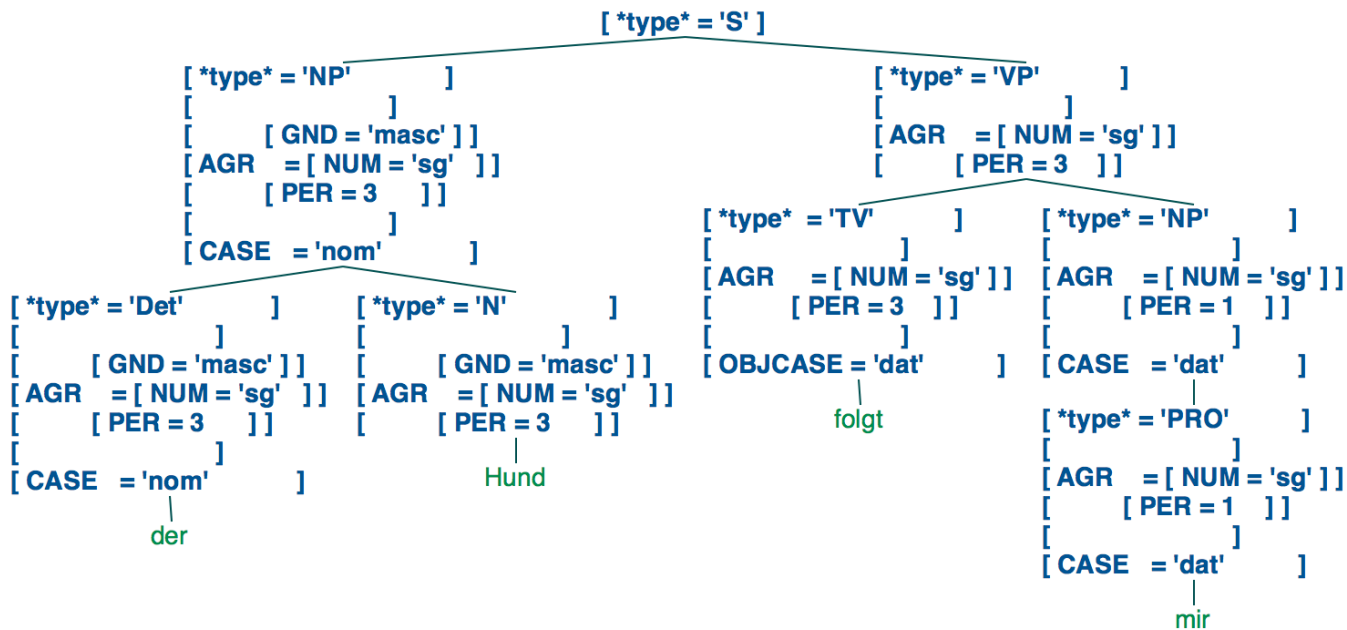 [ *type* = 'S' ]
[ *type* = 'NP' ]
[ ]
[ [ GND = 'masc' ] ]
[ AGR = [ NUM = 'sg' ] ]
[ [ PER = 3 ] ]
[ ]
[ CASE = 'nom' ]
[ *type* = 'VP' ]
[ ]
[ AGR = [ NUM = 'sg' ] ]
[ [ PER = 3 ] ]
[ *type* = 'Det' ]
[ ]
[ [ GND = 'masc' ] ]
[ AGR = [ NUM = 'sg' ] ]
[ [ PER = 3 ] ]
[ ]
[ CASE = 'nom' ]
der
[ *type* = 'N' ]
[ ]
[ [ GND = 'masc' ] ]
[ AGR = [ NUM = 'sg' ] ]
[ [ PER = 3 ] ]
Hund
[ *type* = 'TV' ]
[ ]
[ AGR = [ NUM = 'sg' ] ]
[ [ PER = 3 ] ]
[ ]
[ OBJCASE = 'dat' ]
folgt
[ *type* = 'NP' ]
[ ]
[ AGR = [ NUM = 'sg' ] ]
[ [ PER = 1 ] ]
[ ]
[ CASE = 'dat' ]
[ *type* = 'PRO' ]
[ ]
[ AGR = [ NUM = 'sg' ] ]
[ [ PER = 1 ] ]
[ ]
[ CASE = 'dat' ]
mir